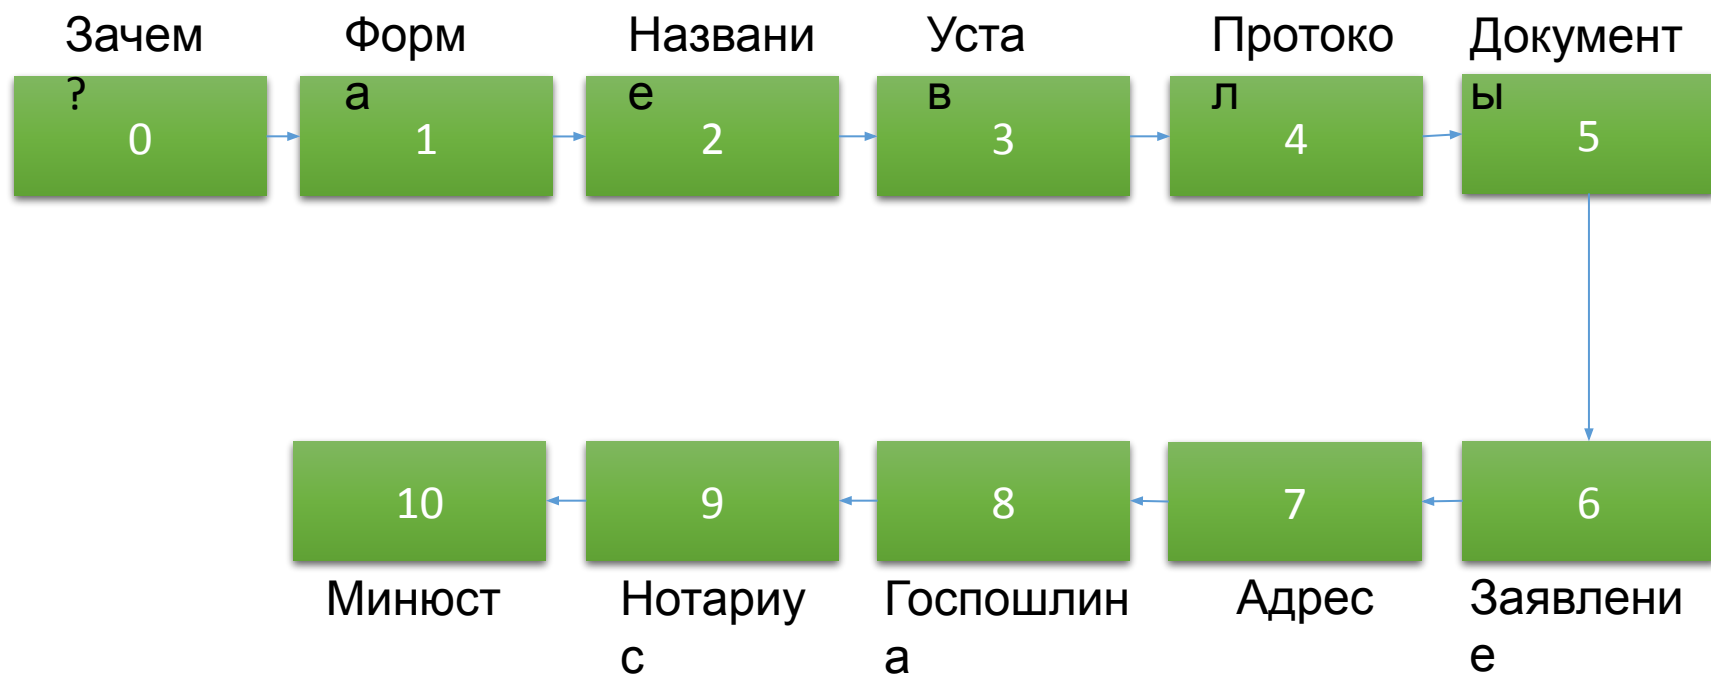 Зачем
?
0
Форм
а
1
Названи
е
2
Уста
в
3
Протоко
л
4
Документ
ы
5
10
Минюст
9
Нотариу
с
8
Госпошлин
а
7
Адрес
6
Заявлени
е